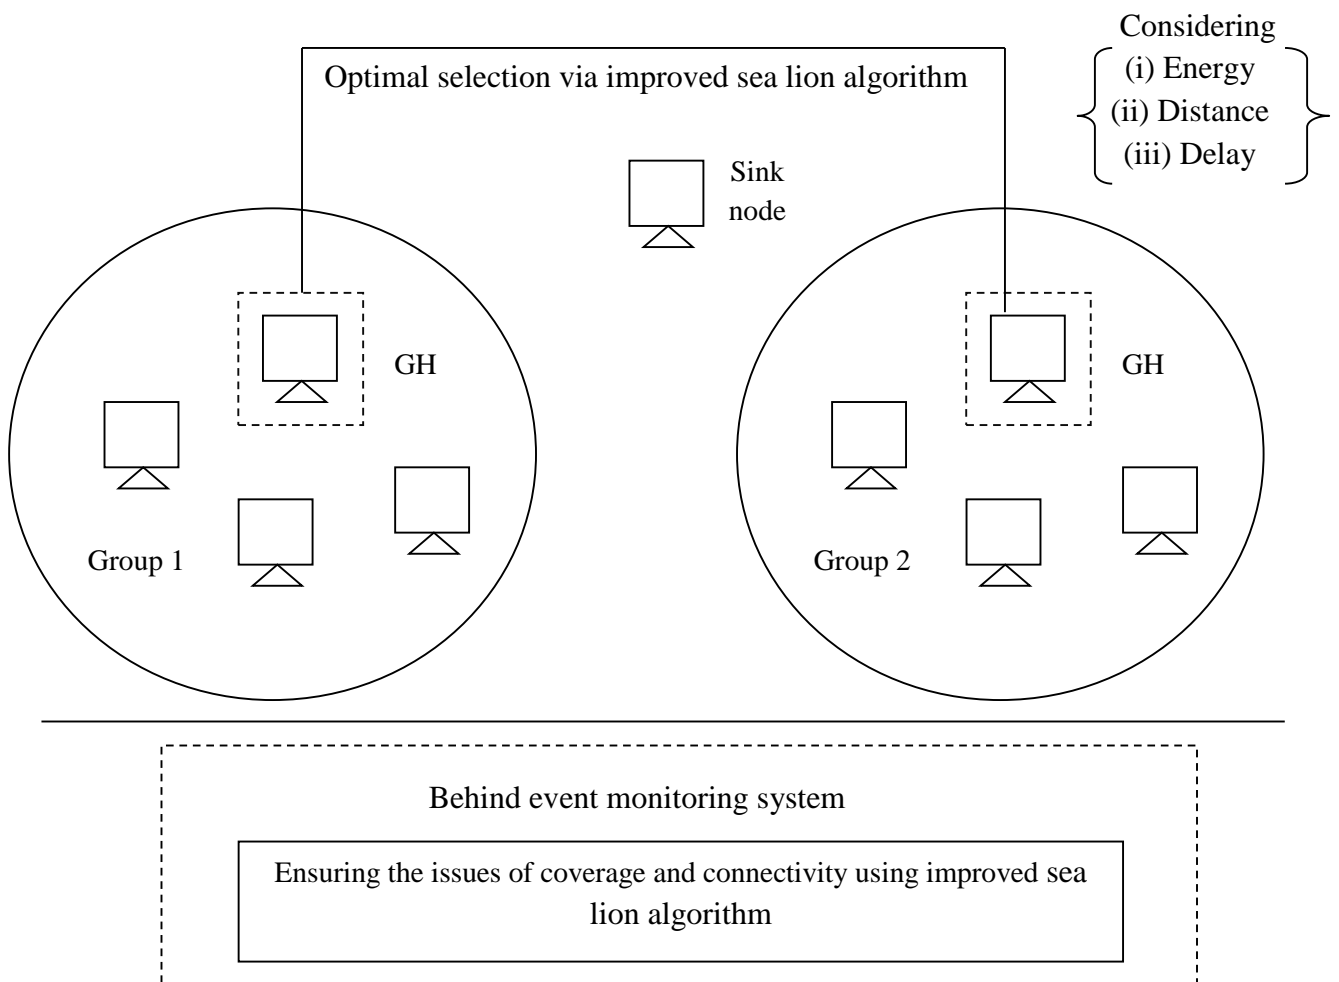 Considering
(i) Energy
(ii) Distance
(iii) Delay
Optimal selection via improved sea lion algorithm
Sink
node
GH
GH
Group 1
Group 2
Behind event monitoring system
Ensuring the issues of coverage and connectivity using improved sea
lion algorithm